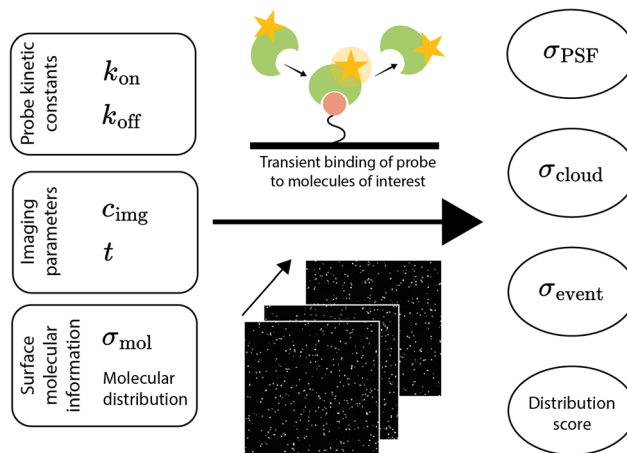 Probe kinetic
constants
k_on
k_off
Imaging
parameters
c_img
t
Surface
molecular
information
σ_mol
Molecular
distribution
Transient binding of probe
to molecules of interest
σ_PSF
σ_cloud
σ_event
Distribution
score